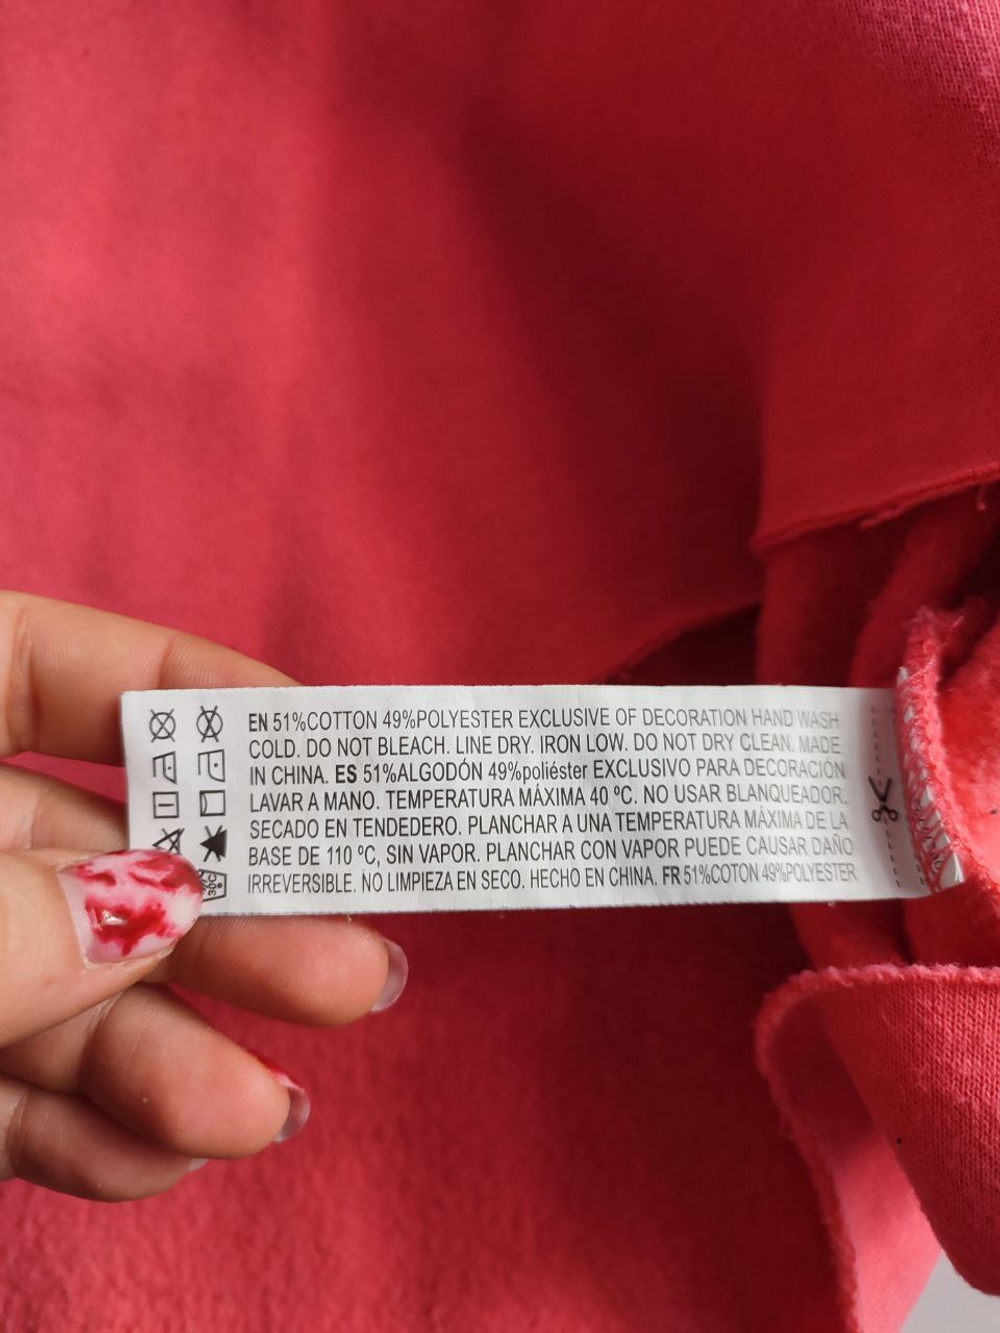 EN 51%COTTON 49%POLYESTER EXCLUSIVE OF DECORATION HAND WASH
COLD. DO NOT BLEACH. LINE DRY. IRON LOW. DO NOT DRY CLEAN. MADE
IN CHINA. ES 51%ALGODÓN 49%poliéster EXCLUSIVO PARA DECORACIÓN
LAVAR A MANO. TEMPERATURA MÁXIMA 40 ºC. NO USAR BLANQUEADOR.
SECADO EN TENDEDERO. PLANCHAR A UNA TEMPERATURA MÁXIMA DE LA
BASE DE 110 ºC, SIN VAPOR. PLANCHAR CON VAPOR PUEDE CAUSAR DAÑO
IRREVERSIBLE. NO LIMPIEZA EN SECO. HECHO EN CHINA. FR 51%COTON 49%POLYESTER
30C